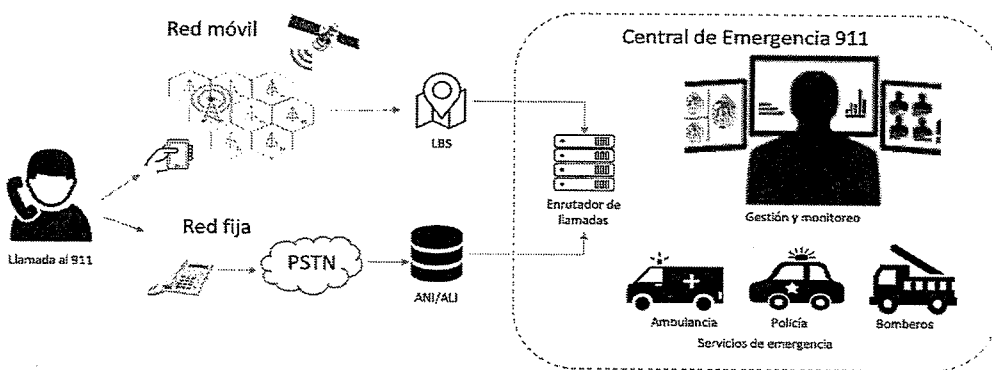 Red móvil
LBS
Llamada al 911
Red fija
PSTN
ANI/ALI
Central de Emergencia 911
Enrutador de
llamadas
Gestión y monitoreo
Ambulancia
Policía
Bomberos
Servicios de emergencia